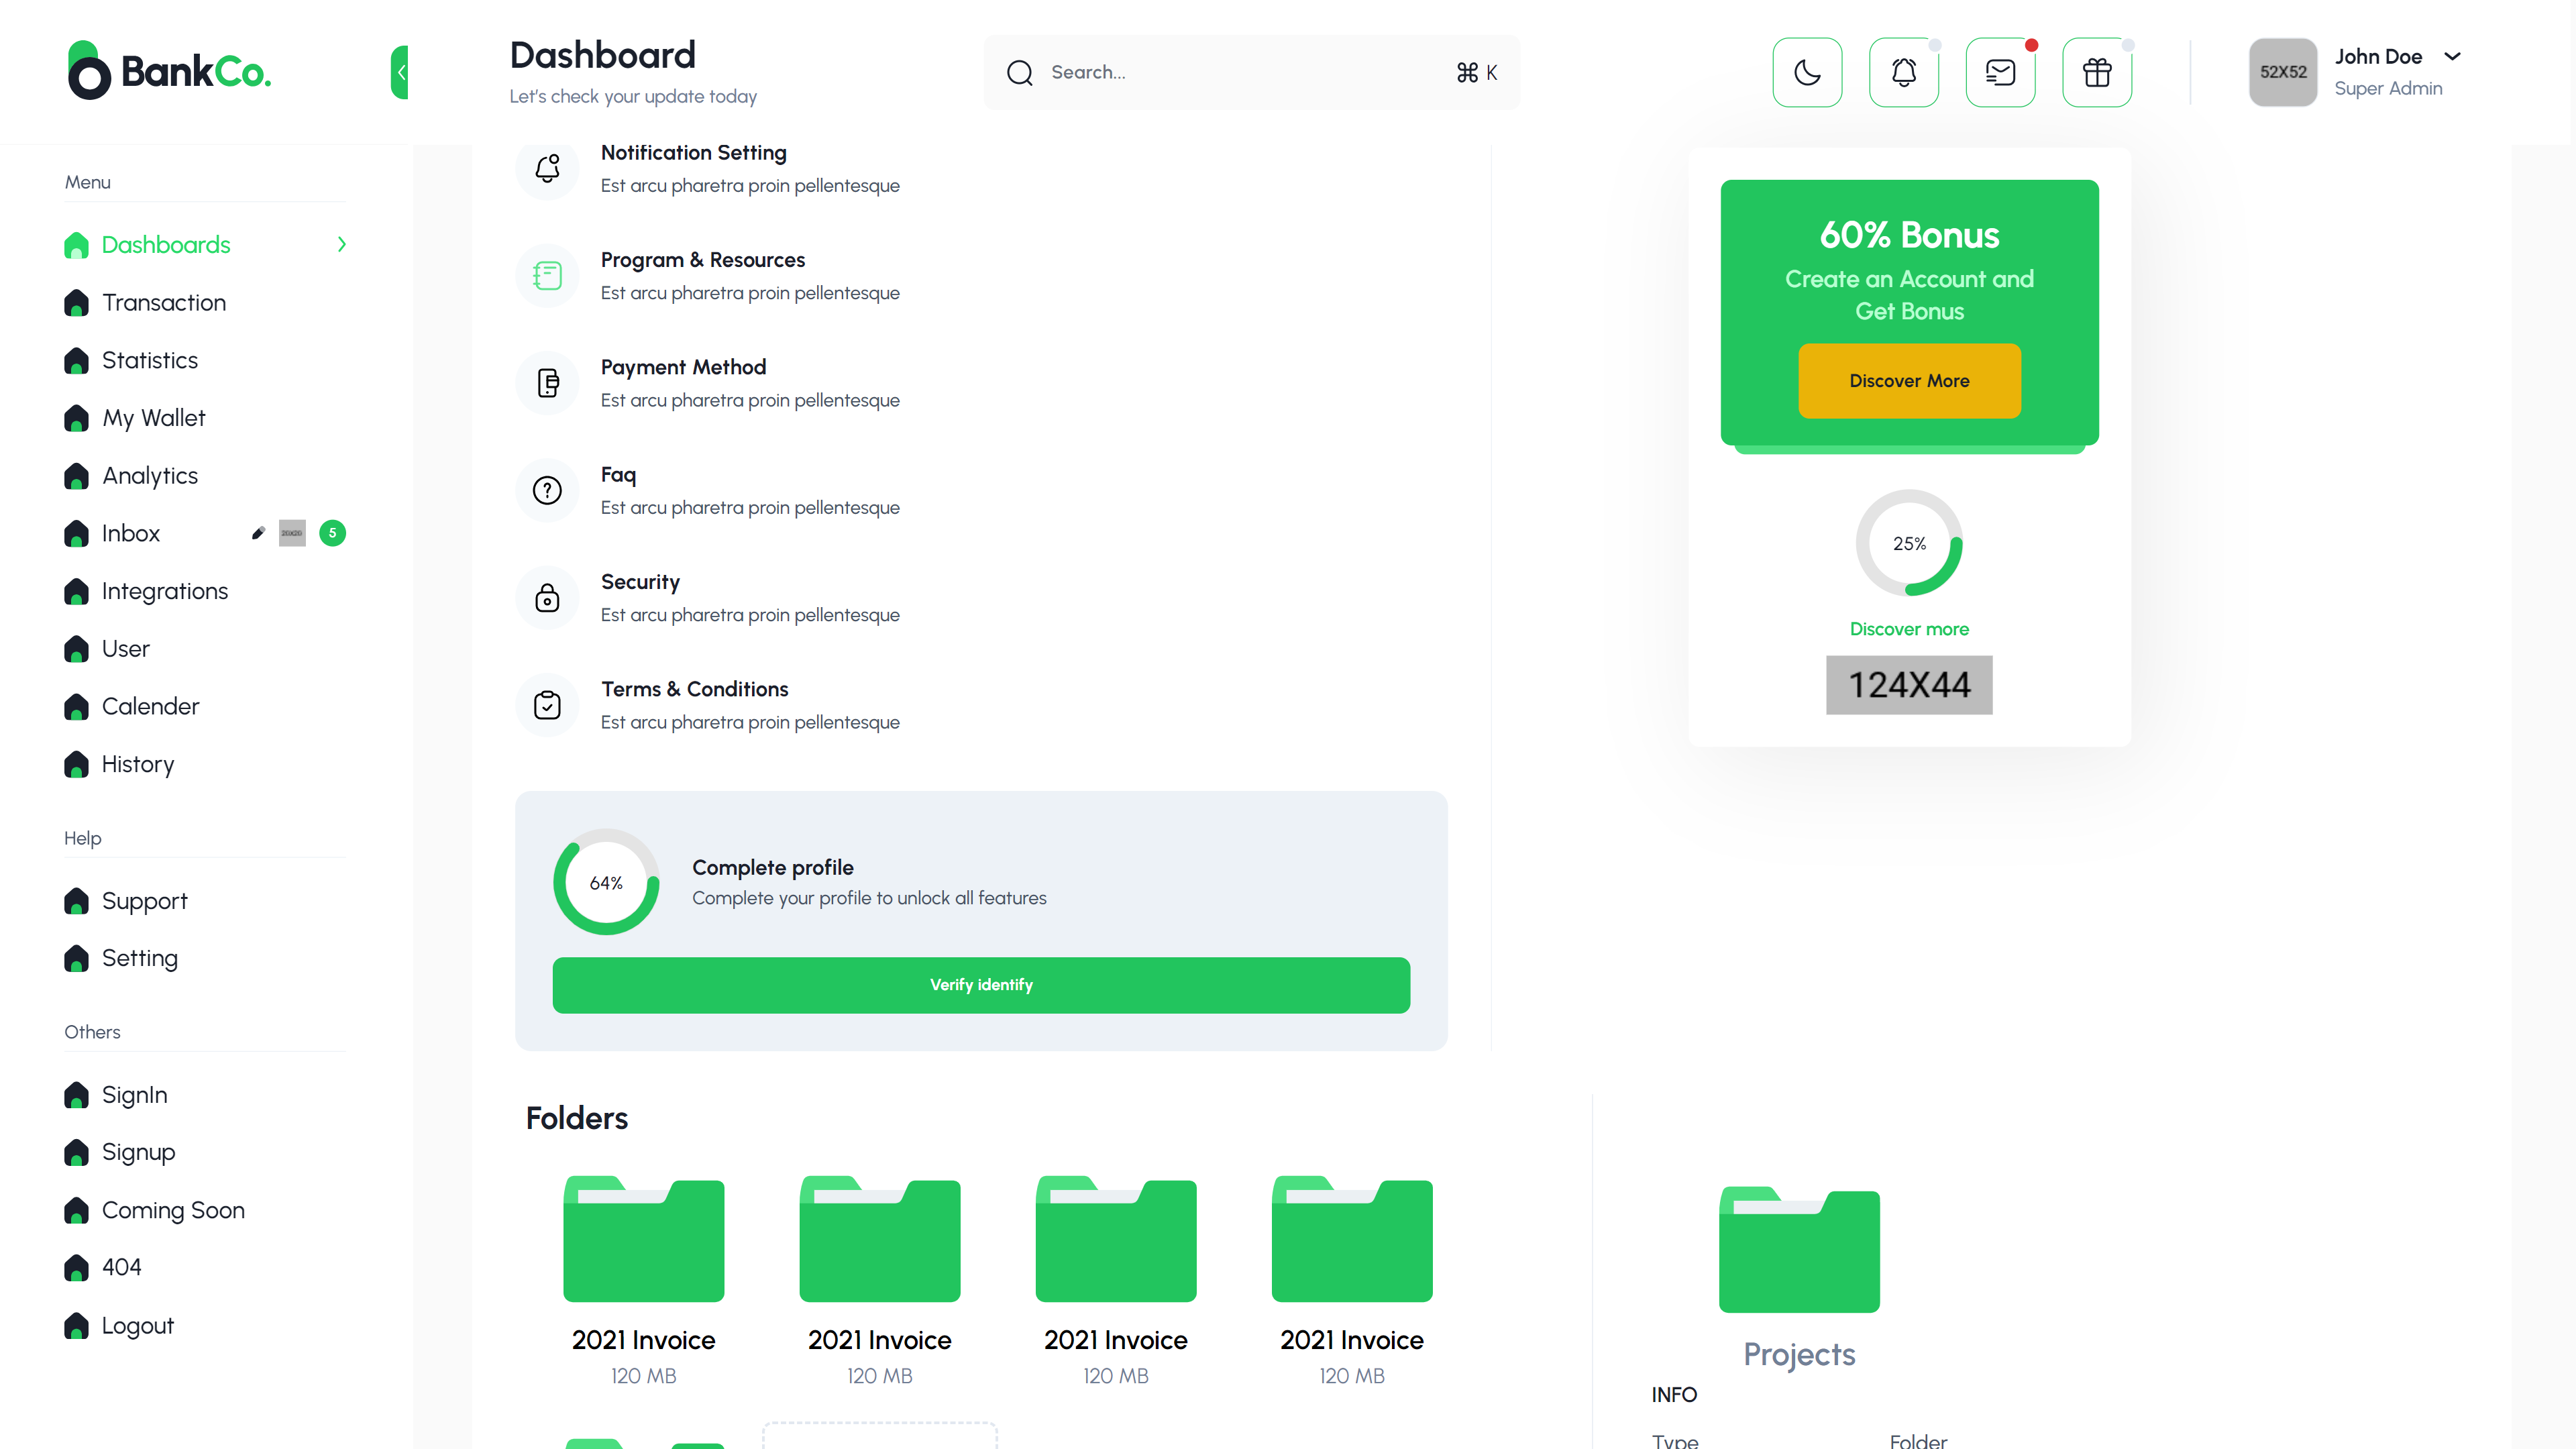 BankCo.
Dashboard
Let's check your update today
Search...
⌘ K
52X52
John Doe
Super Admin
Menu
Dashboards
Transaction
Statistics
My Wallet
Analytics
Inbox
5
Integrations
User
Calender
History
Help
Support
Setting
Others
SignIn
Signup
Coming Soon
404
Logout
Notification Setting
Est arcu pharetra proin pellentesque
Program & Resources
Est arcu pharetra proin pellentesque
Payment Method
Est arcu pharetra proin pellentesque
Faq
Est arcu pharetra proin pellentesque
Security
Est arcu pharetra proin pellentesque
Terms & Conditions
Est arcu pharetra proin pellentesque
64%
Complete profile
Complete your profile to unlock all features
Verify identify
60% Bonus
Create an Account and
Get Bonus
Discover More
25%
Discover more
124X44
Folders
2021 Invoice
120 MB
2021 Invoice
120 MB
2021 Invoice
120 MB
2021 Invoice
120 MB
Projects
INFO
Type
Folder